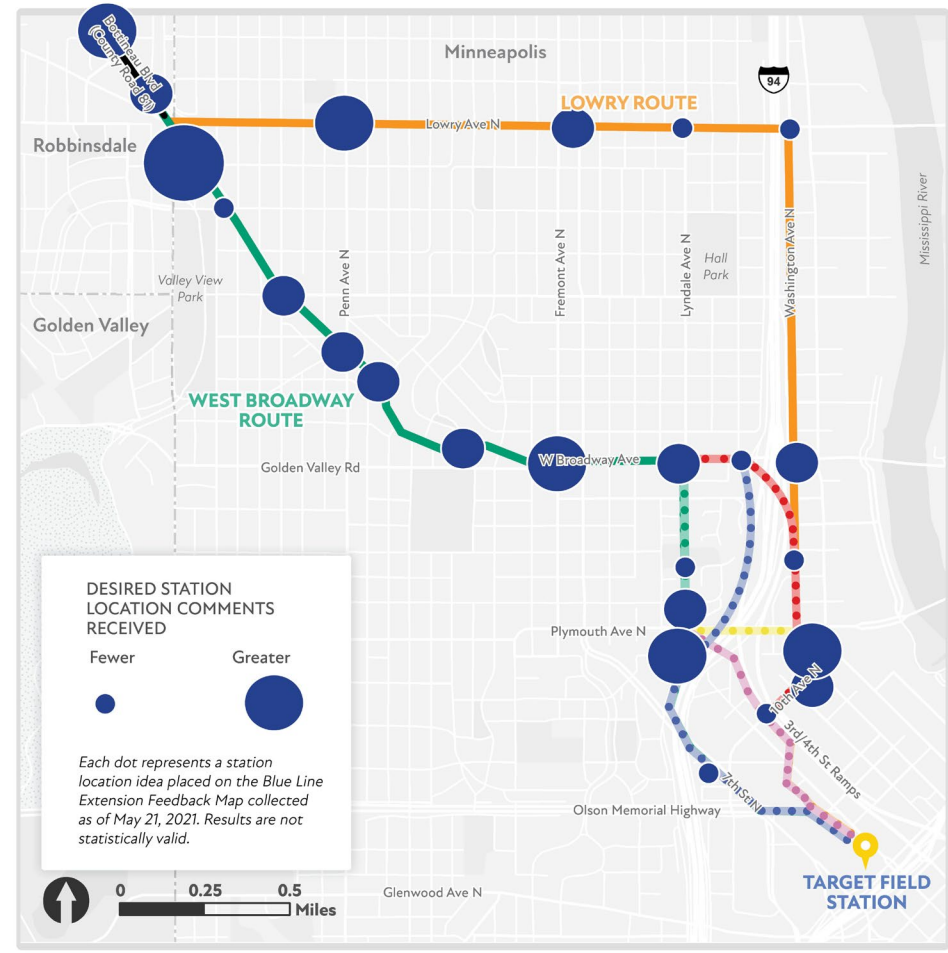 Bottineau Blvd
(County Road 81)
Minneapolis
94
LOWRY ROUTE
Lowry Ave N
Robbinsdale
Mississippi River
Washington Ave N
Penn Ave N
Fremont Ave N
Lyndale Ave N
Hall
Park
Valley View
Park
Golden Valley
WEST BROADWAY
ROUTE
W Broadway Ave
Golden Valley Rd
DESIRED STATION
LOCATION COMMENTS
RECEIVED
Fewer
Greater
Each dot represents a station
location idea placed on the Blue Line
Extension Feedback Map collected
as of May 21, 2021. Results are not
statistically valid.
Plymouth Ave N
10th Ave N
3rd/4th St Ramps
7th St N
Olson Memorial Highway
TARGET FIELD
STATION
Glenwood Ave N
0 0.25 0.5
Miles